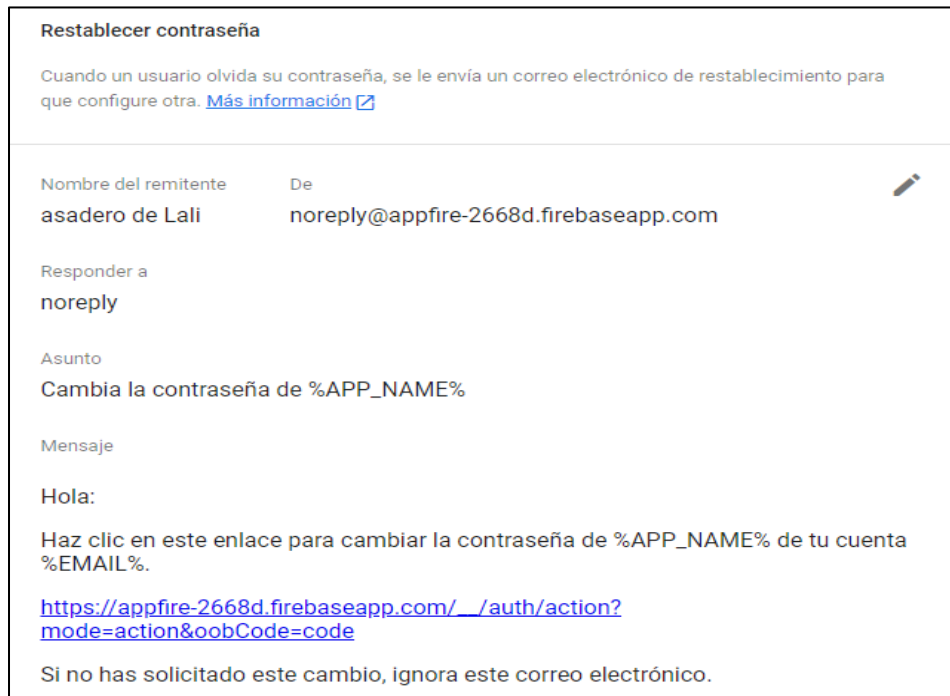 Restablecer contraseña
Cuando un usuario olvida su contraseña, se le envía un correo electrónico de restablecimiento para
que configure otra. Más información
Nombre del remitente De
asadero de Lali noreply@appfire-2668d.firebaseapp.com
Responder a
noreply
Asunto
Cambia la contraseña de %APP_NAME%
Mensaje
Hola:
Haz clic en este enlace para cambiar la contraseña de %APP_NAME% de tu cuenta
%EMAIL%.
https://appfire-2668d.firebaseapp.com/__/auth/action?
mode=action&oobCode=code
Si no has solicitado este cambio, ignora este correo electrónico.